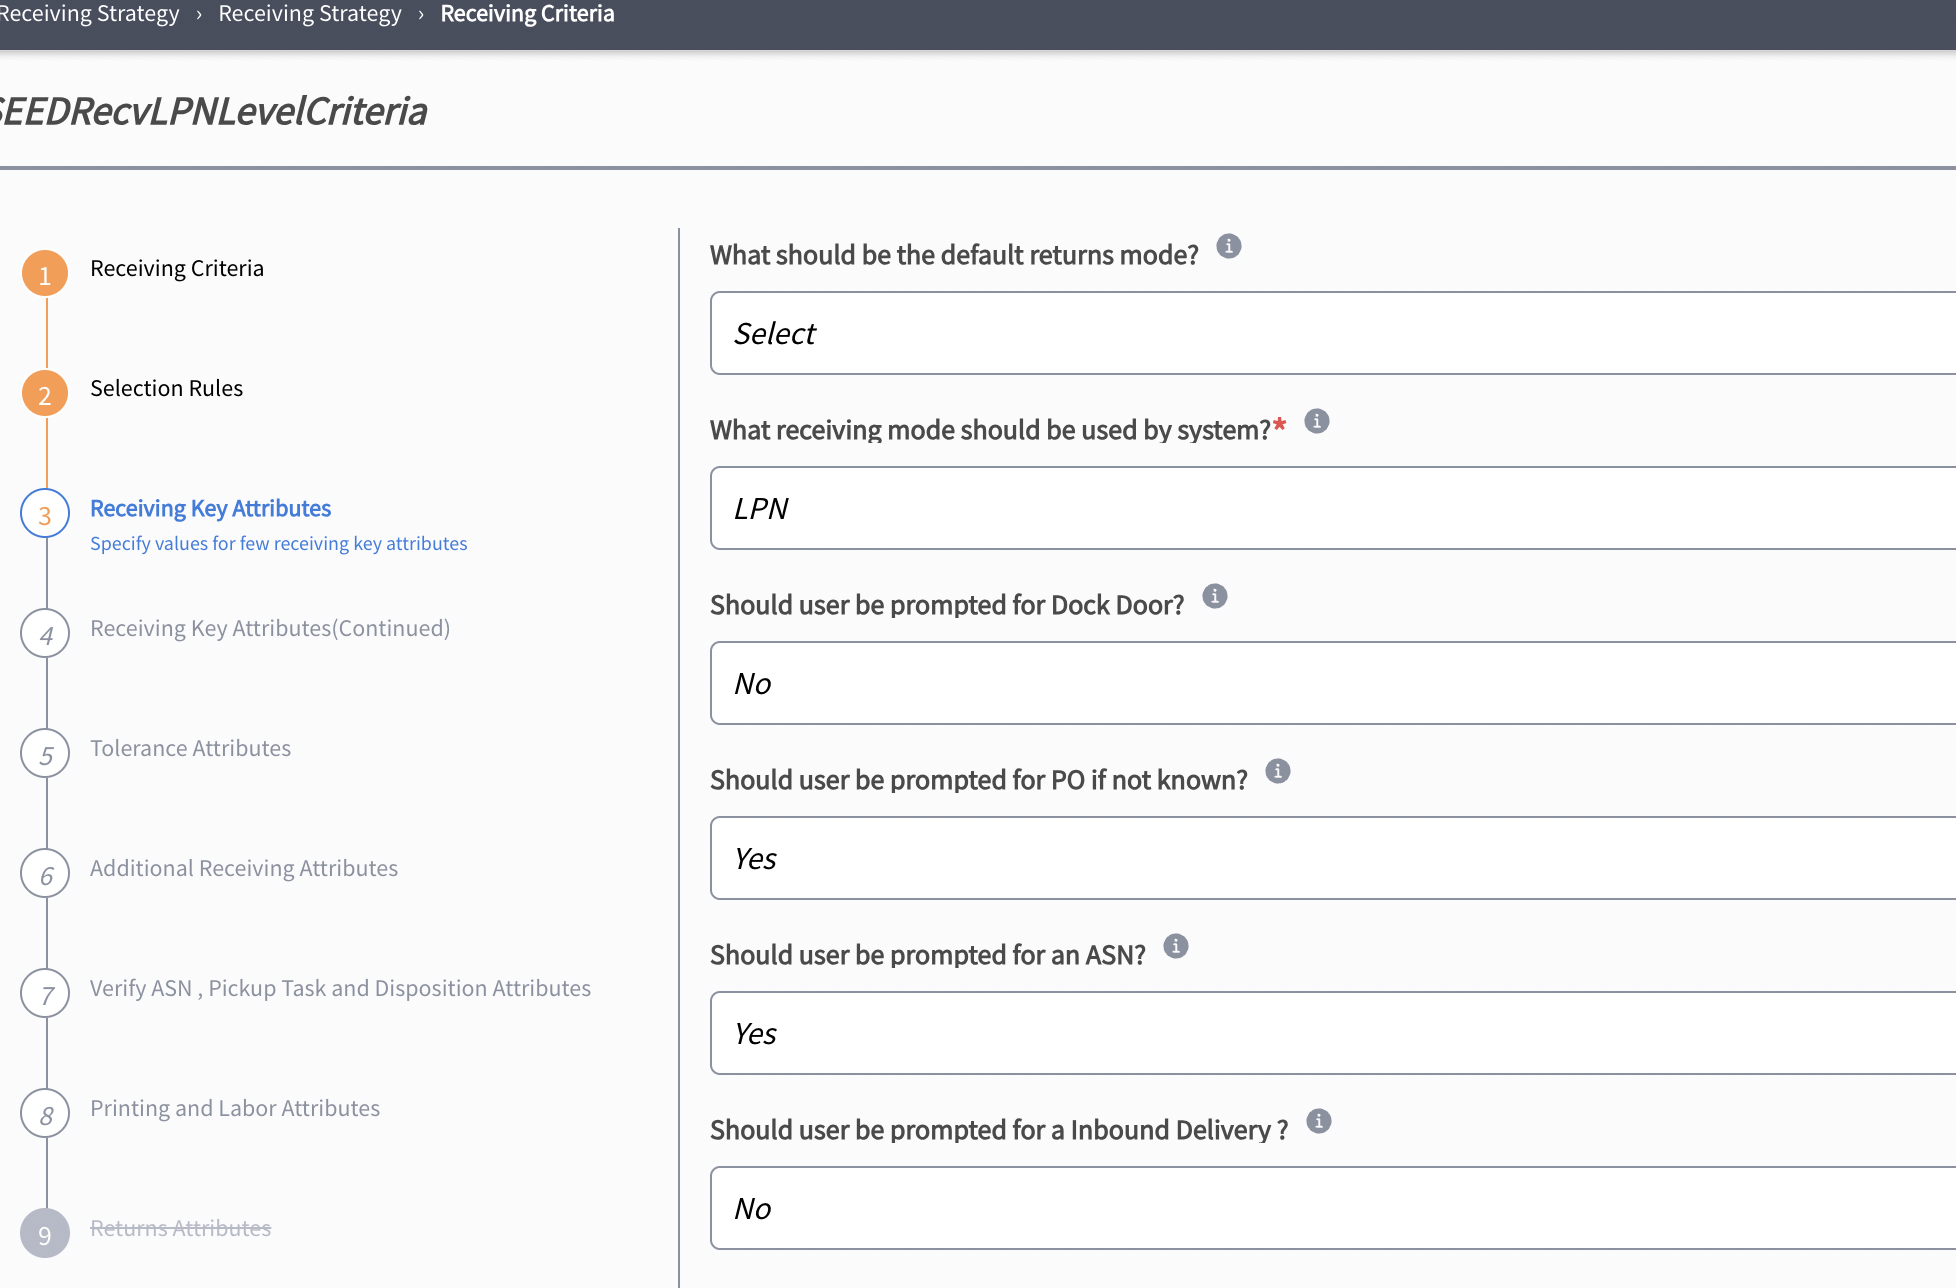 Receiving Strategy › Receiving Strategy › Receiving Criteria
SEEDRecvLPNLevelCriteria
1 Receiving Criteria
2 Selection Rules
3 Receiving Key Attributes
Specify values for few receiving key attributes
4 Receiving Key Attributes(Continued)
5 Tolerance Attributes
6 Additional Receiving Attributes
7 Verify ASN , Pickup Task and Disposition Attributes
8 Printing and Labor Attributes
9 Returns Attributes
What should be the default returns mode? i
Select
What receiving mode should be used by system?* i
LPN
Should user be prompted for Dock Door? i
No
Should user be prompted for PO if not known? i
Yes
Should user be prompted for an ASN? i
Yes
Should user be prompted for a Inbound Delivery ? i
No